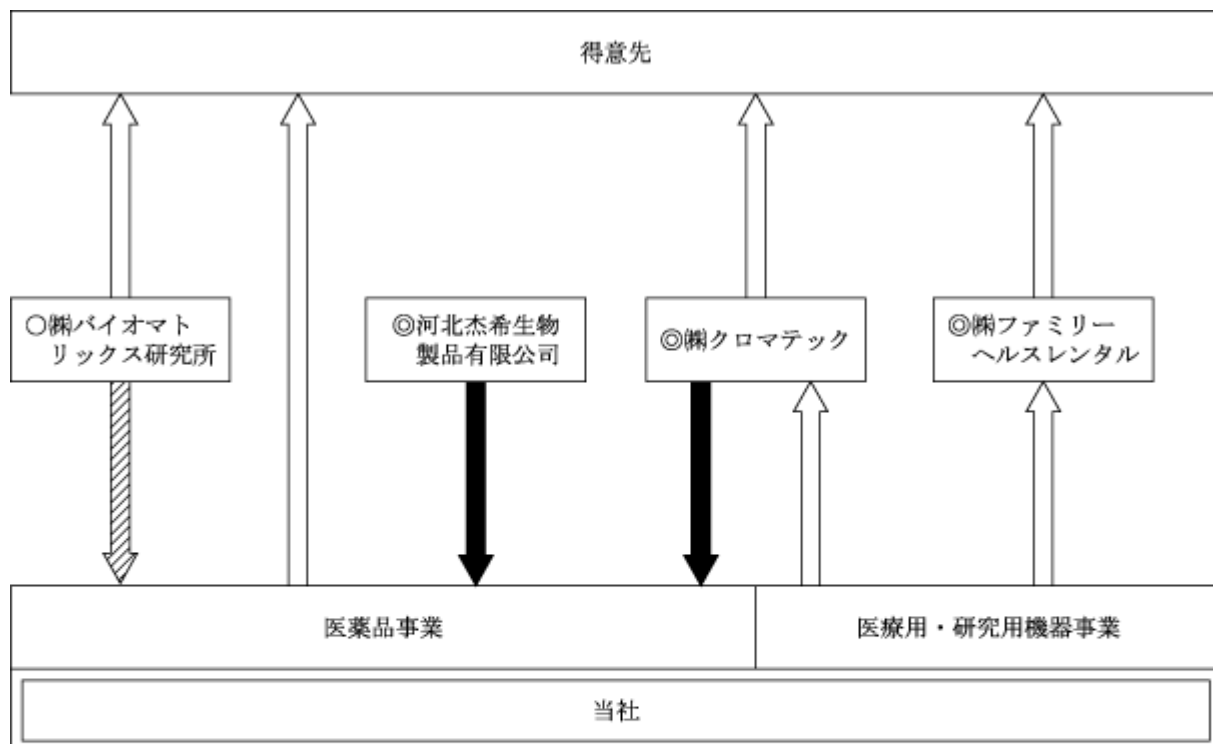 得意先
○㈱バイオマト
リックス研究所
◎河北杰希生物
製品有限公司
◎㈱クロマテック
◎㈱ファミリー
ヘルスレンタル
医薬品事業
医療用・研究用機器事業
当社